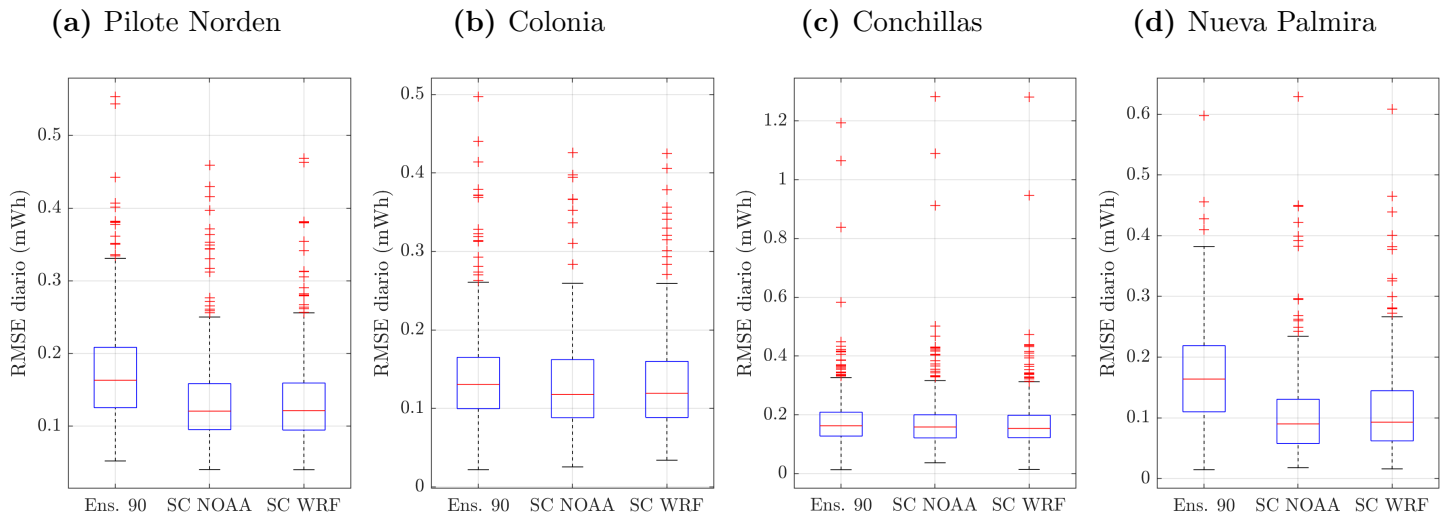 (a) Pilote Norden
(b) Colonia
(c) Conchillas
(d) Nueva Palmira
RMSE diario (mWh)
0.5
0.4
0.3
0.2
0.1
Ens. 90 SC NOAA SC WRF
RMSE diario (mWh)
0.5
0.4
0.3
0.2
0.1
0
Ens. 90 SC NOAA SC WRF
RMSE diario (mWh)
1.2
1
0.8
0.6
0.4
0.2
0
Ens. 90 SC NOAA SC WRF
RMSE diario (mWh)
0.6
0.5
0.4
0.3
0.2
0.1
0
Ens. 90 SC NOAA SC WRF